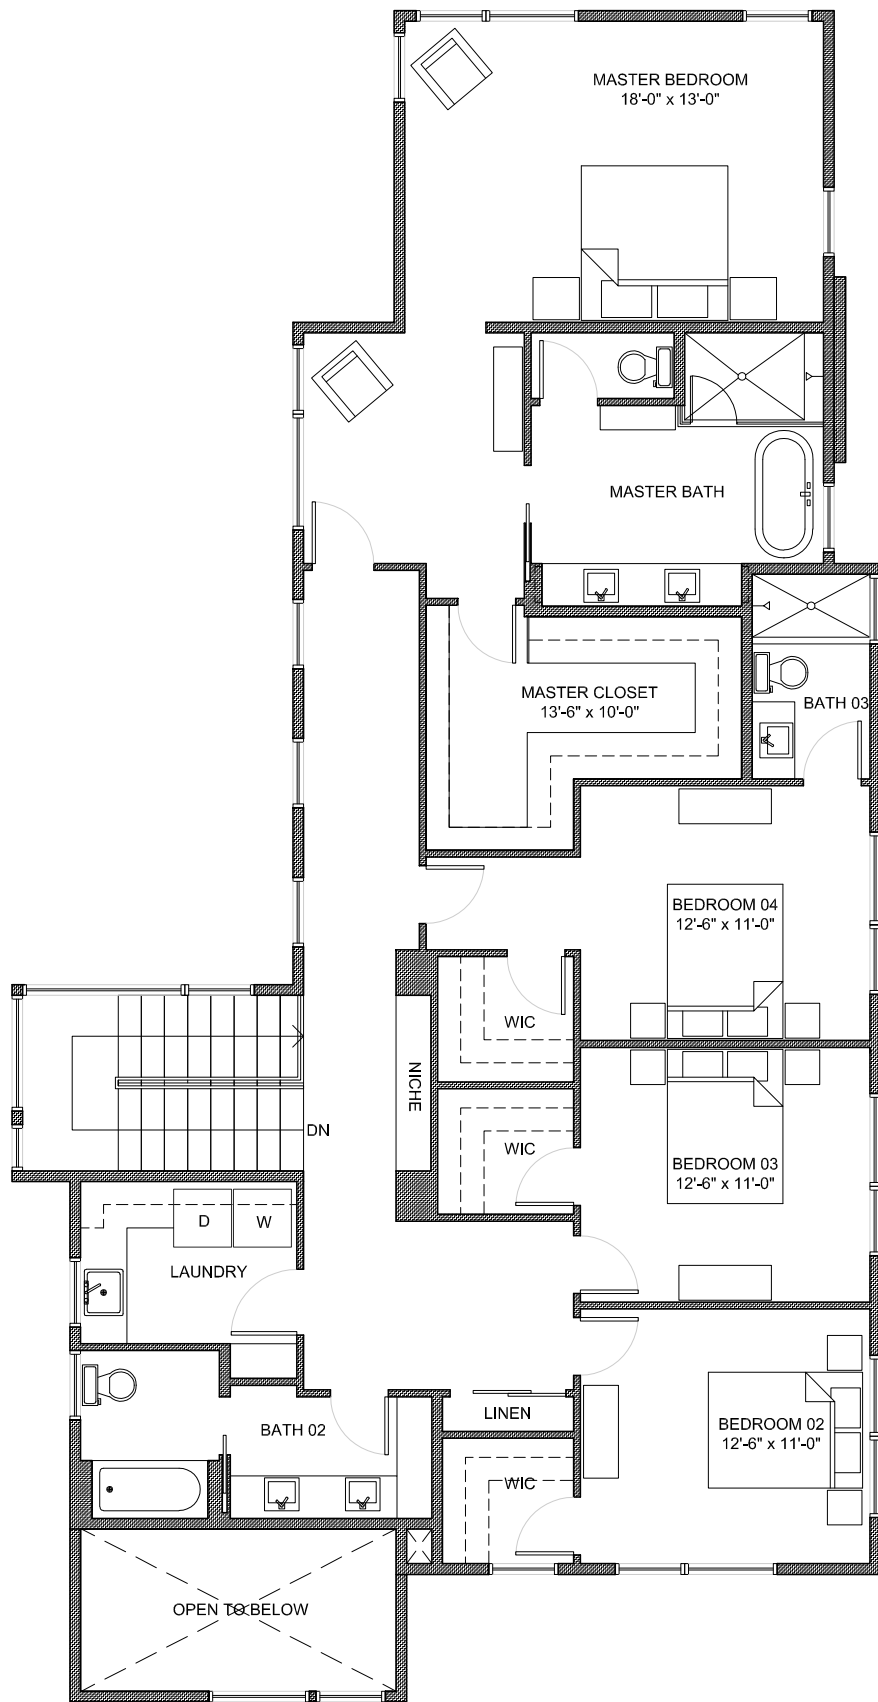 MASTER BEDROOM
18'-0" x 13'-0"
MASTER BATH
MASTER CLOSET
13'-6" x 10'-0"
BATH 03
BEDROOM 04
12'-6" x 11'-0"
WIC
NICHE
DN
WIC
BEDROOM 03
12'-6" x 11'-0"
D
W
LAUNDRY
LINEN
BATH 02
BEDROOM 02
12'-6" x 11'-0"
WIC
OPEN TO BELOW